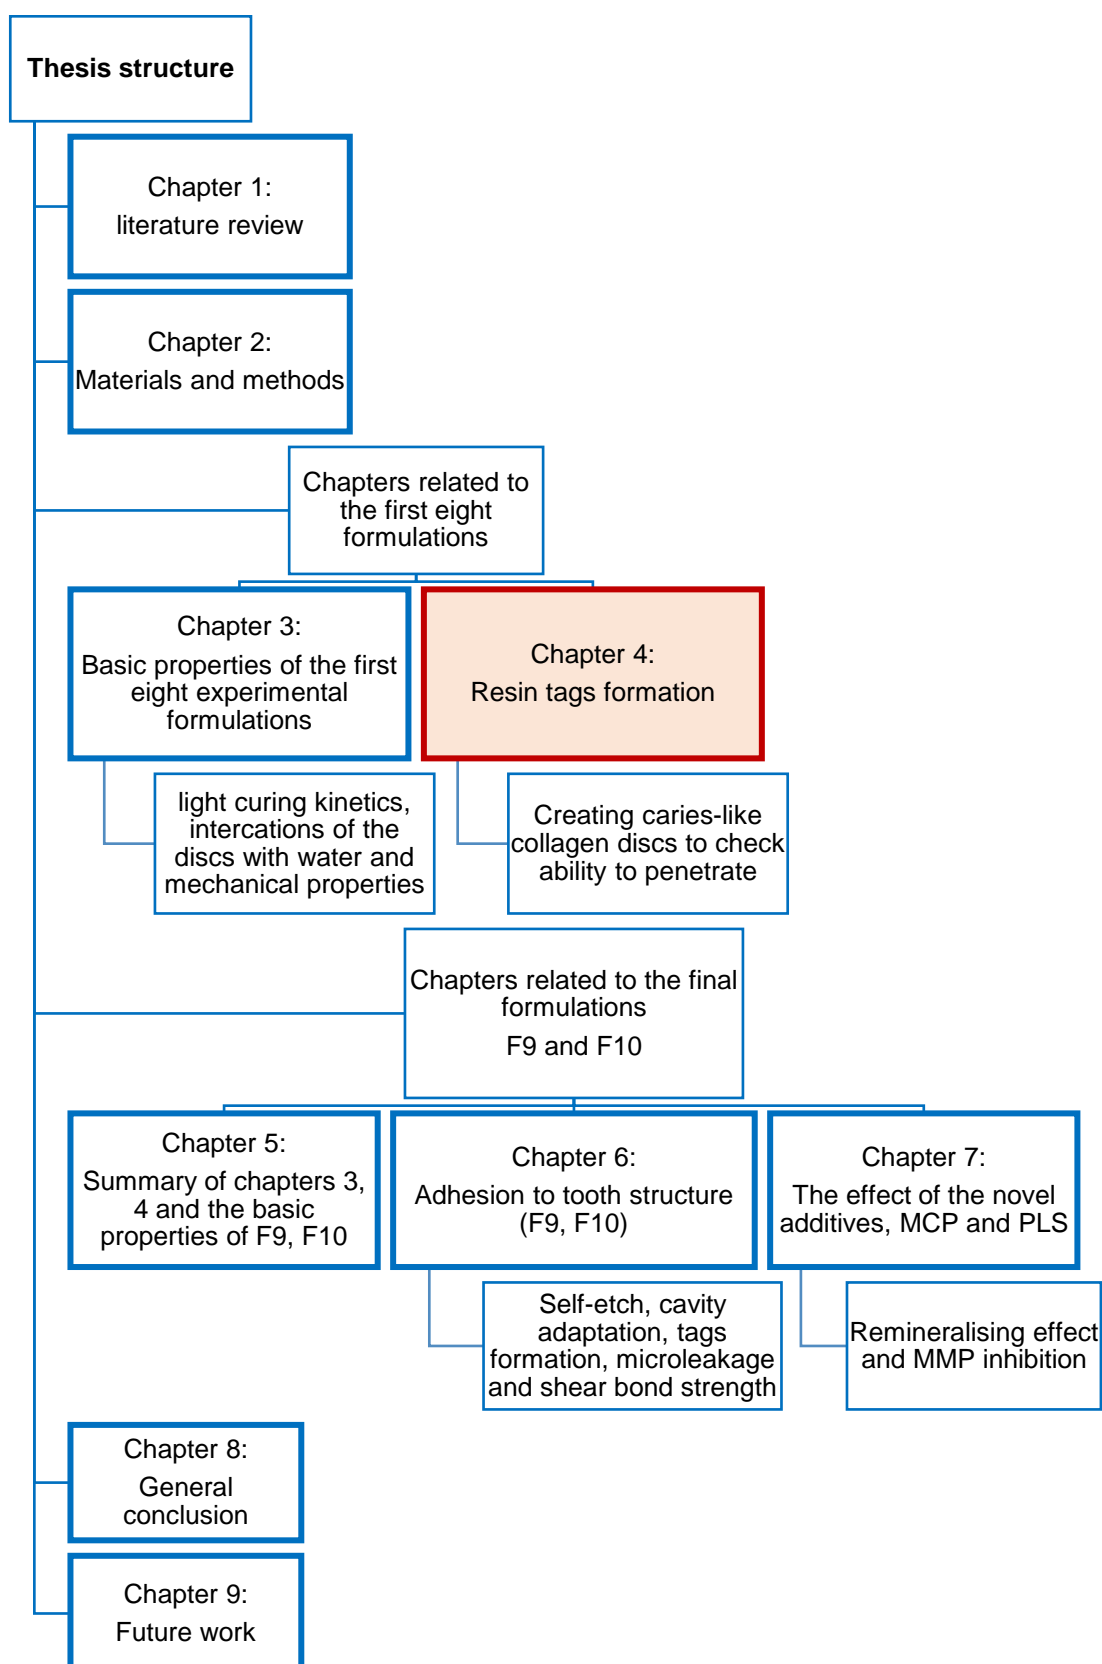 Thesis structure
Chapter 1:
literature review
Chapter 2:
Materials and methods
Chapters related to
the first eight
formulations
Chapter 3:
Basic properties of the first
eight experimental
formulations
Chapter 4:
Resin tags formation
light curing kinetics,
intercations of the
discs with water and
mechanical properties
Creating caries-like
collagen discs to check
ability to penetrate
Chapters related to the final
formulations
F9 and F10
Chapter 5:
Summary of chapters 3,
4 and the basic
properties of F9, F10
Chapter 6:
Adhesion to tooth structure
(F9, F10)
Chapter 7:
The effect of the novel
additives, MCP and PLS
Self-etch, cavity
adaptation, tags
formation, microleakage
and shear bond strength
Remineralising effect
and MMP inhibition
Chapter 8:
General
conclusion
Chapter 9:
Future work